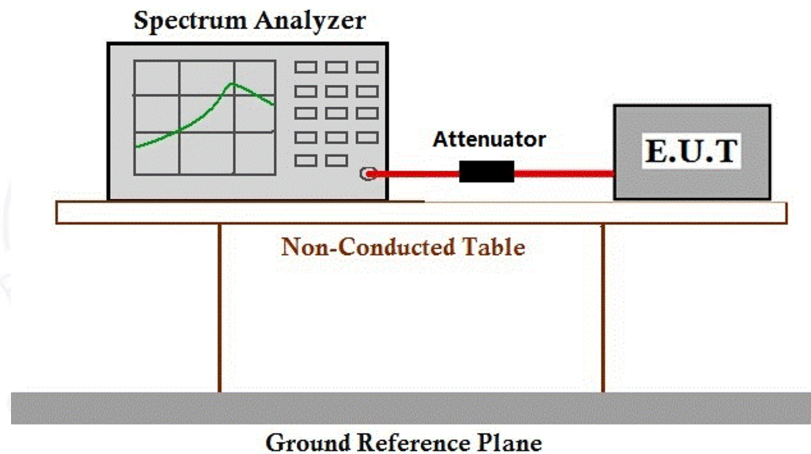 Spectrum Analyzer
Attenuator
E.U.T
Non-Conducted Table
Ground Reference Plane